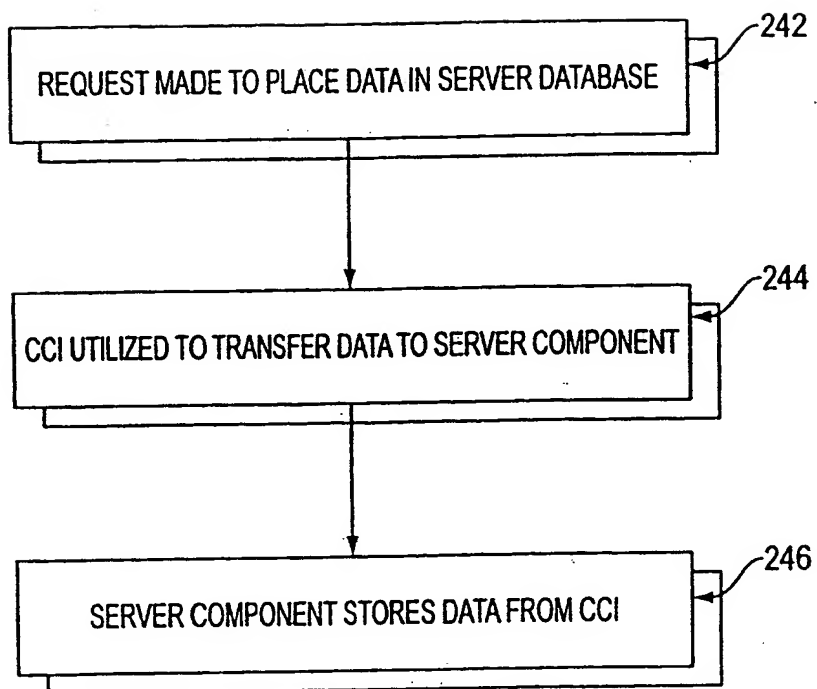 242
REQUEST MADE TO PLACE DATA IN SERVER DATABASE
244
CCI UTILIZED TO TRANSFER DATA TO SERVER COMPONENT
246
SERVER COMPONENT STORES DATA FROM CCI